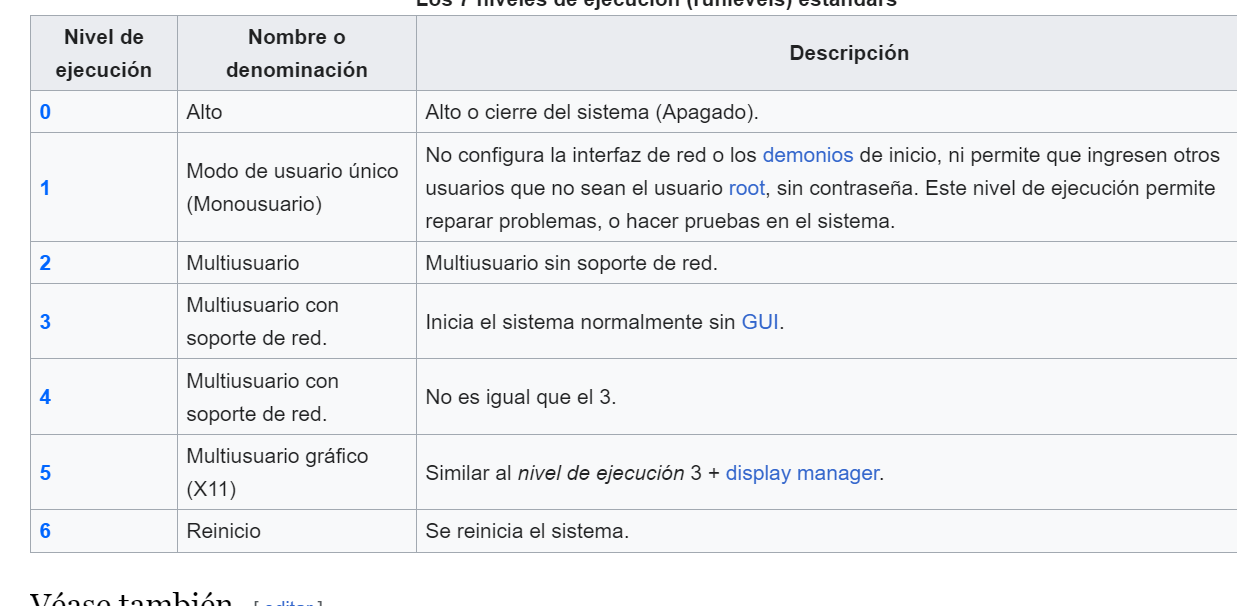 Los 7 niveles de ejecución (runlevels) estándars
Nivel de
ejecución
Nombre o
denominación
Descripción
0
Alto
Alto o cierre del sistema (Apagado).
1
Modo de usuario único
(Monousuario)
No configura la interfaz de red o los demonios de inicio, ni permite que ingresen otros
usuarios que no sean el usuario root, sin contraseña. Este nivel de ejecución permite
reparar problemas, o hacer pruebas en el sistema.
2
Multiusuario
Multiusuario sin soporte de red.
3
Multiusuario con
soporte de red.
Inicia el sistema normalmente sin GUI.
4
Multiusuario con
soporte de red.
No es igual que el 3.
5
Multiusuario gráfico
(X11)
Similar al nivel de ejecución 3 + display manager.
6
Reinicio
Se reinicia el sistema.
Véase también [ editar ]